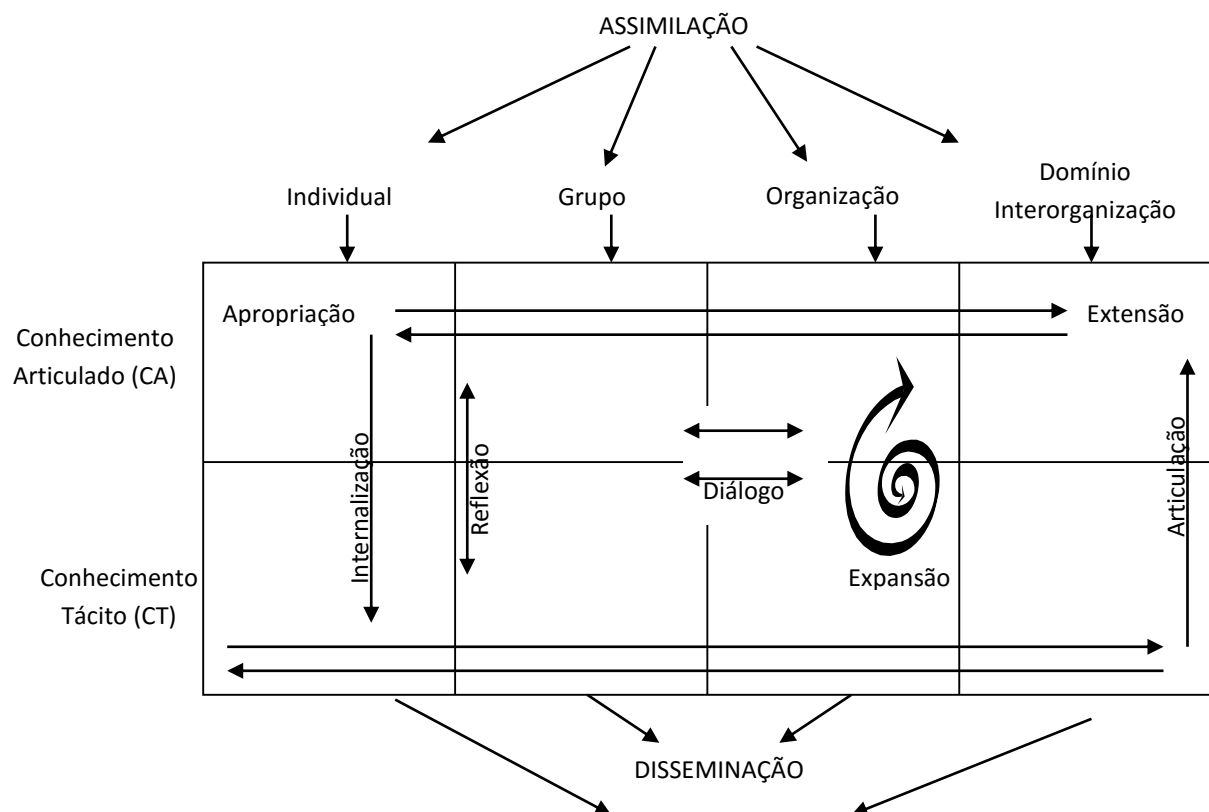 ASSIMILAÇÃO
Individual
Grupo
Organização
Domínio
Interorganização
Apropriação
Extensão
Conhecimento
Articulado (CA)
Internalização
Reflexão
Diálogo
Articulação
Conhecimento
Tácito (CT)
Expansão
DISSEMINAÇÃO